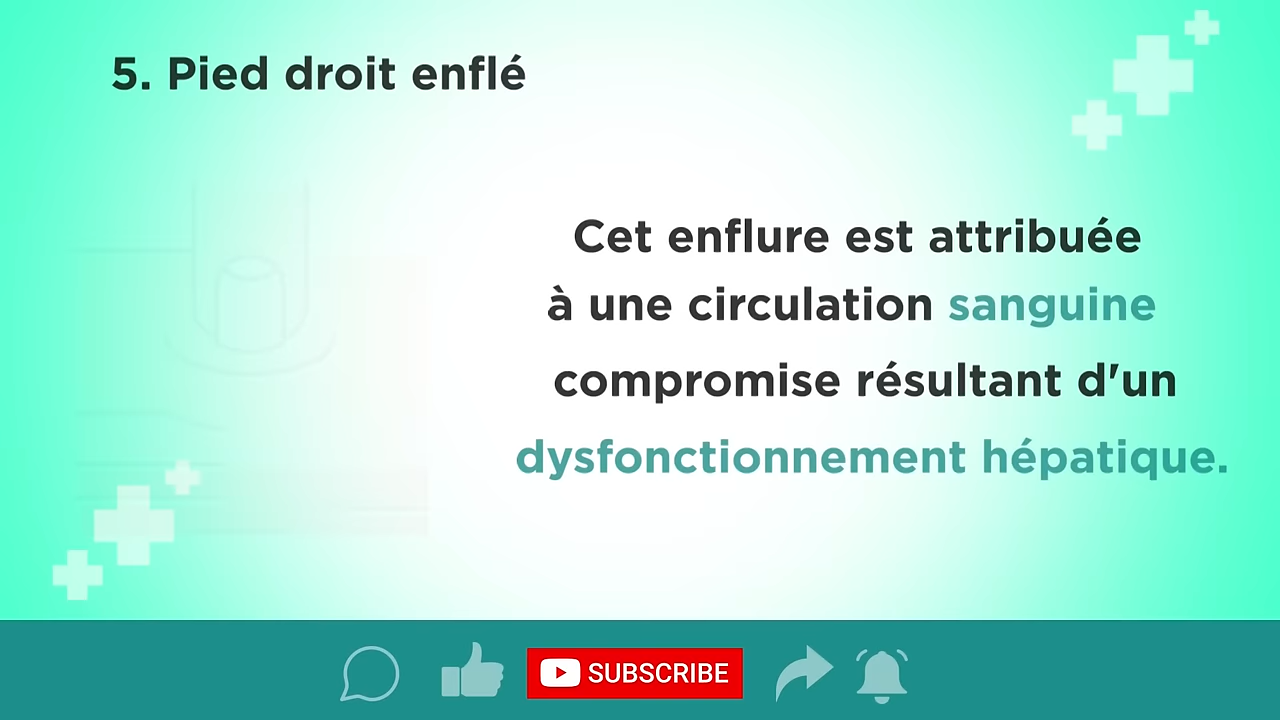 5. Pied droit enflé
Cet enflure est attribuée
à une circulation sanguine
compromise résultant d'un
dysfonctionnement hépatique.
SUBSCRIBE